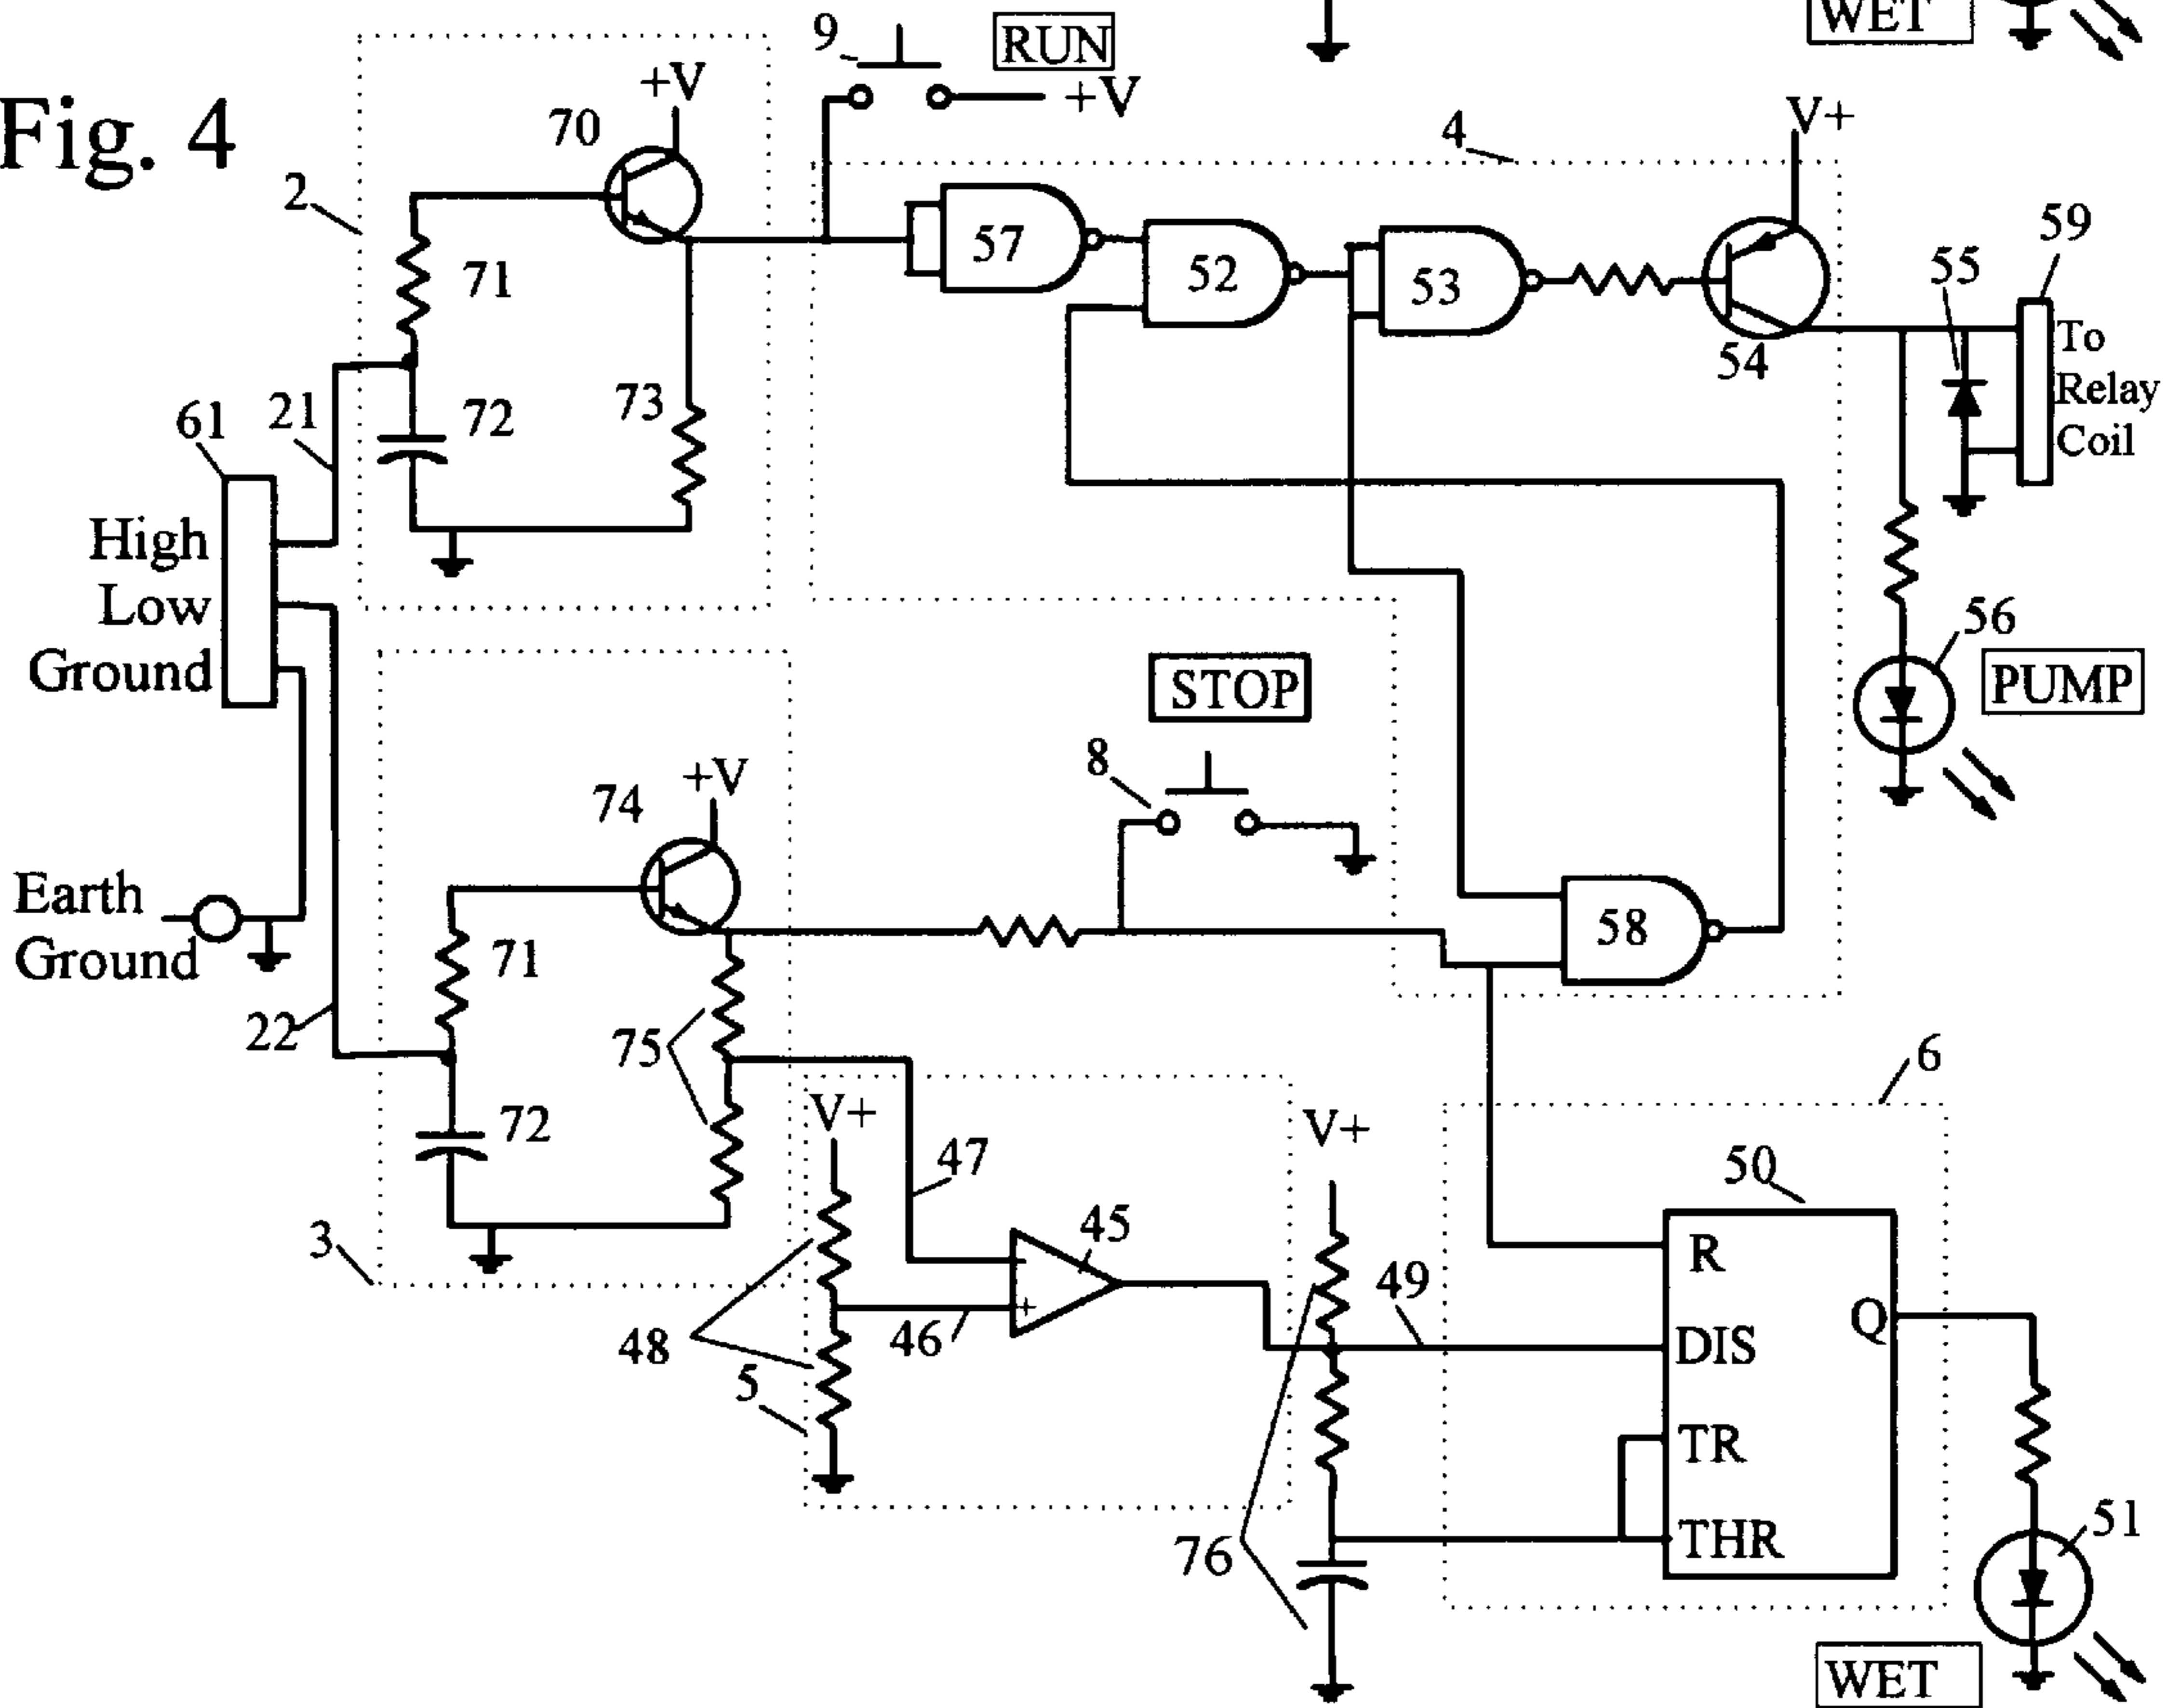 WET
9
RUN
+V
Fig. 4
+V
70
4
V+
2
57
52
53
54
55
59
To
Relay
Coil
71
72
73
61
21
High
Low
Ground
56
PUMP
STOP
8
+V
74
Earth
Ground
58
71
22
75
72
V+
47
V+
6
50
3
45
R
49
48
46
5
DIS
Q
TR
THR
76
51
WET
- 
+